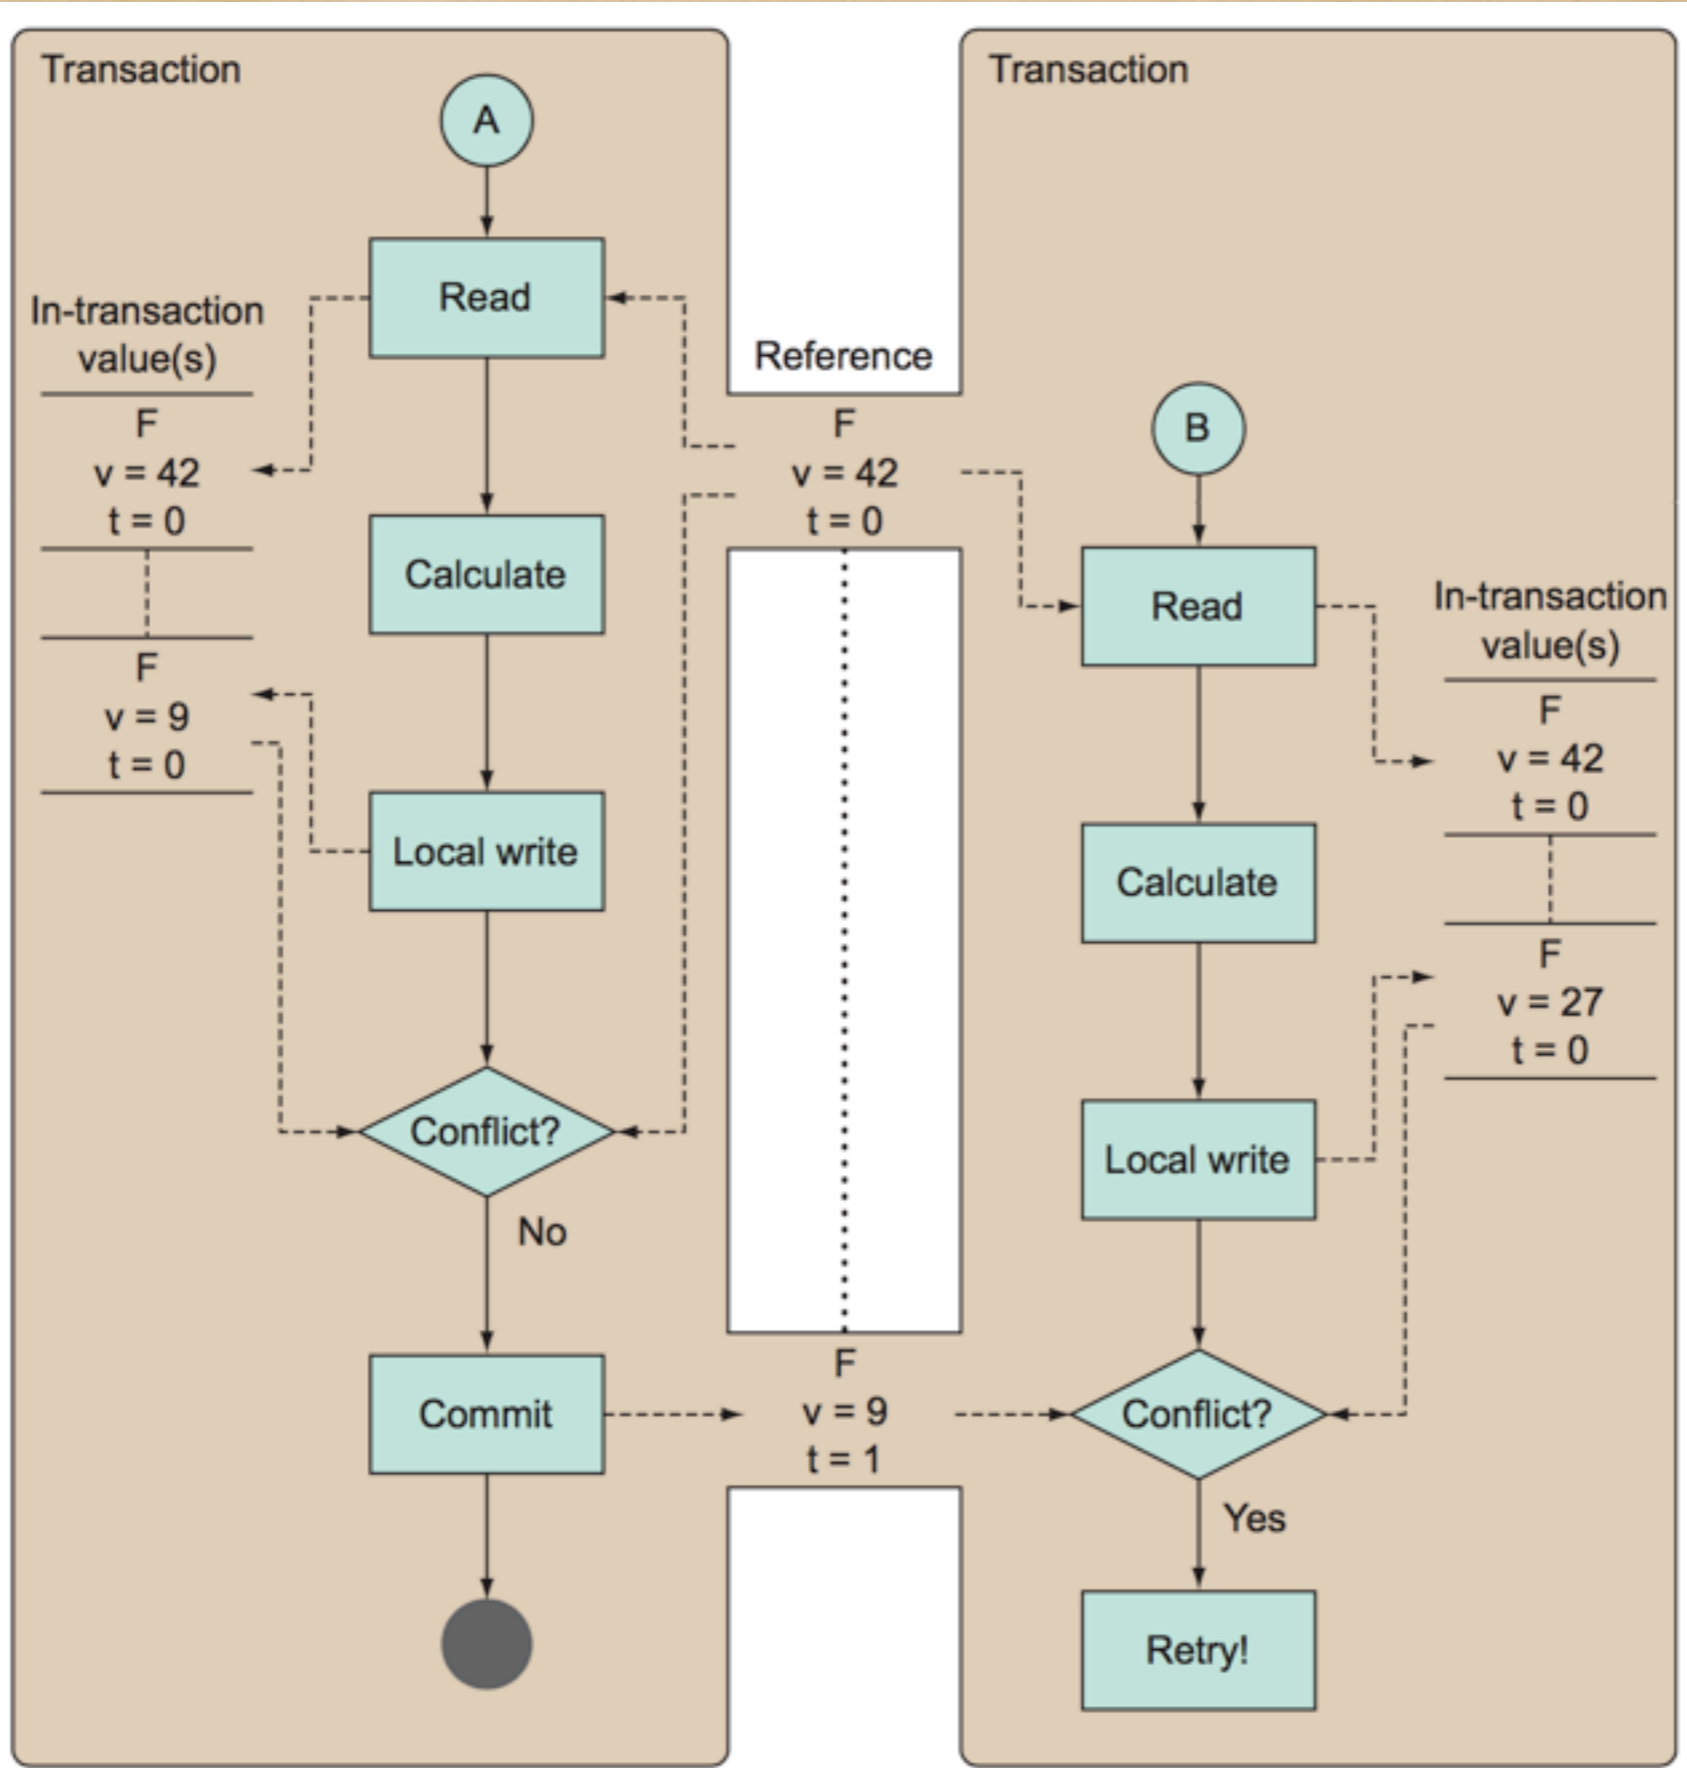 Transaction
A
Read
In-transaction
value(s)
F
v = 42
t = 0
Calculate
F
v = 9
t = 0
Local write
Conflict?
No
Commit
Reference
F
v = 42
t = 0
F
v = 9
t = 1
Transaction
B
Read
In-transaction
value(s)
F
v = 42
t = 0
Calculate
F
v = 27
t = 0
Local write
Conflict?
Yes
Retry!